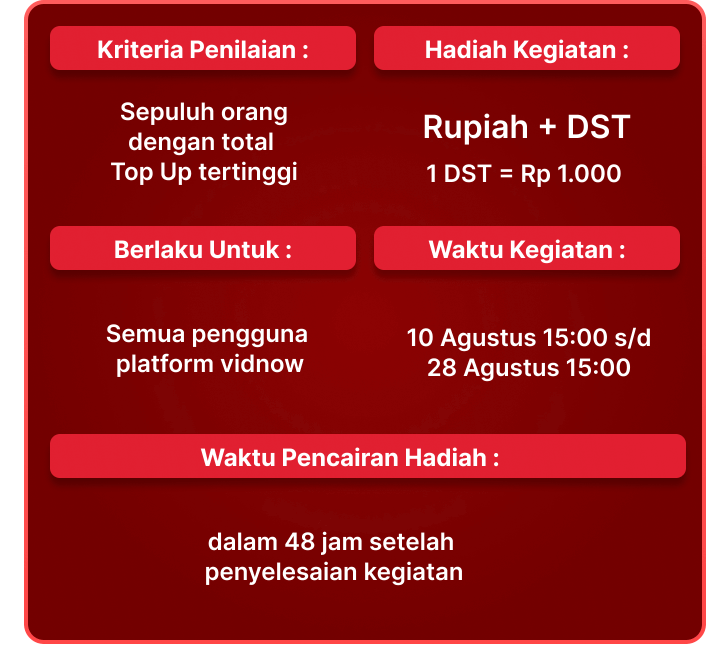 Kriteria Penilaian :
Sepuluh orang
dengan total
Top Up tertinggi
Hadiah Kegiatan :
Rupiah + DST
1 DST = Rp 1.000
Berlaku Untuk :
Semua pengguna
platform vidnow
Waktu Kegiatan :
10 Agustus 15:00 s/d
28 Agustus 15:00
Waktu Pencairan Hadiah :
dalam 48 jam setelah
penyelesaian kegiatan